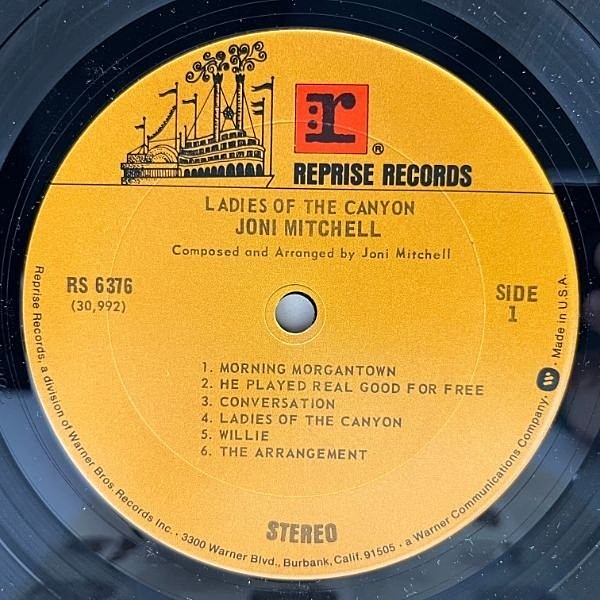 r
®
REPRISE RECORDS
LADIES OF THE CANYON
JONI MITCHELL
Composed and Arranged by Joni Mitchell
RS 6376
(30,992)
SIDE
1
1. MORNING MORGANTOWN
2. HE PLAYED REAL GOOD FOR FREE
3. CONVERSATION
4. LADIES OF THE CANYON
5. WILLIE
6. THE ARRANGEMENT
STEREO
Reprise Records, a division of Warner Bros. Records Inc. • 3300 Warner Blvd., Burbank, Calif. 91505 • a Warner Communications Company. • Made in U.S.A.